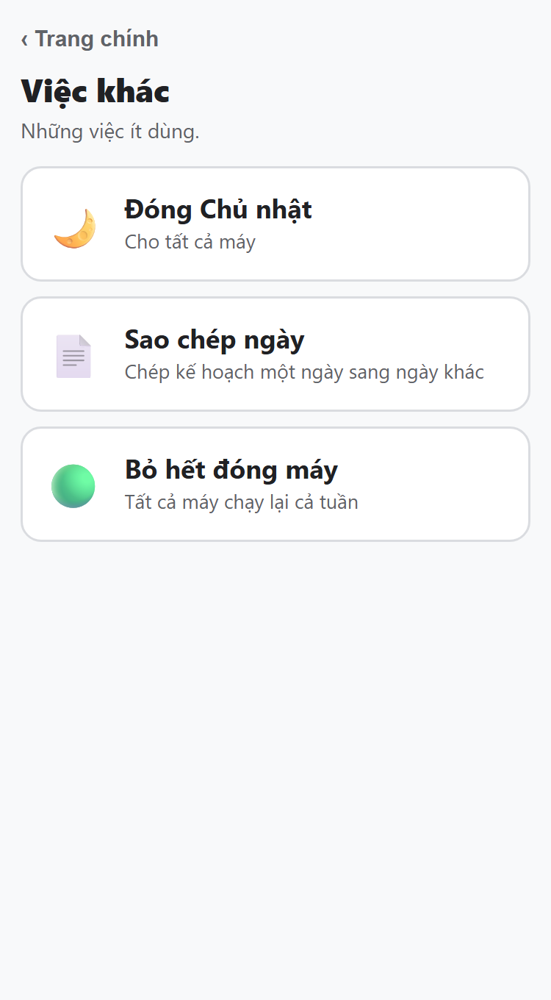 ‹ Trang chính
Việc khác
Những việc ít dùng.
Đóng Chủ nhật
Cho tất cả máy
Sao chép ngày
Chép kế hoạch một ngày sang ngày khác
Bỏ hết đóng máy
Tất cả máy chạy lại cả tuần